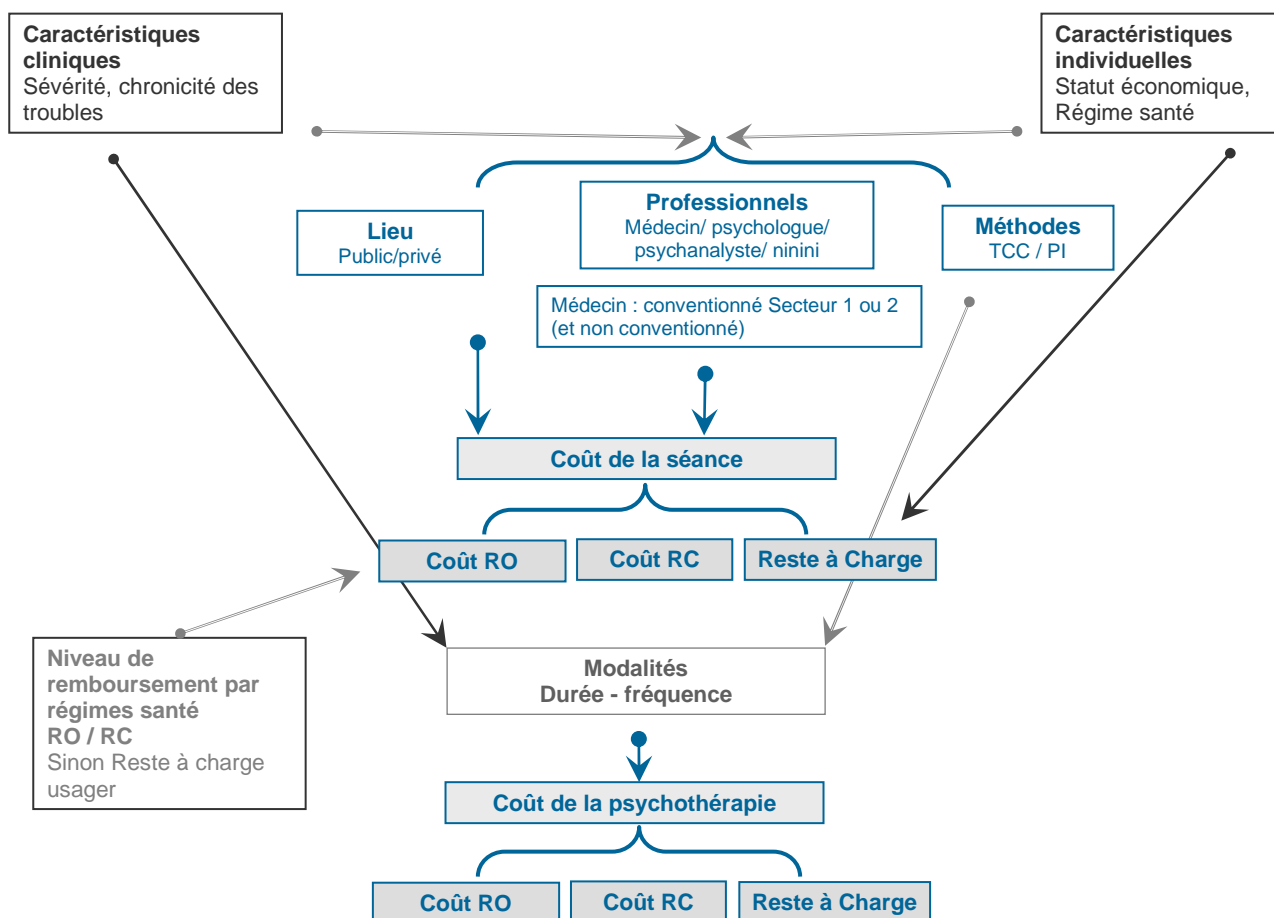 Caractéristiques
cliniques
Sévérité, chronicité des
troubles
Caractéristiques
individuelles
Statut économique,
Régime santé
Lieu
Public/privé
Professionnels
Médecin/ psychologue/
psychanalyste/ ninini
Méthodes
TCC / PI
Médecin : conventionné Secteur 1 ou 2
(et non conventionné)
Coût de la séance
Coût RO
Coût RC
Reste à Charge
Niveau de
remboursement par
régimes santé
RO / RC
Sinon Reste à charge
usager
Modalités
Durée - fréquence
Coût de la psychothérapie
Coût RO
Coût RC
Reste à Charge